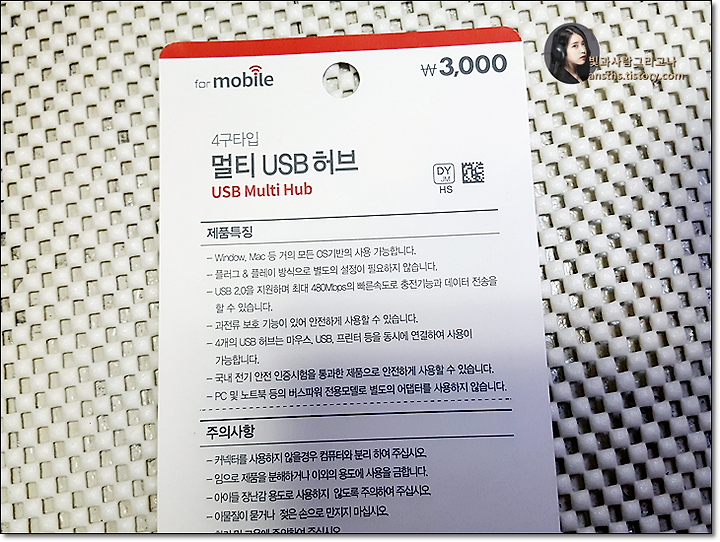 for mobile
₩3,000
빛과사람그리고나
ansths.tistory.com
4구타입
멀티 USB 허브
USB Multi Hub
DY
JM
HS
제품특징
- Window, Mac 등 거의 모든 OS기반의 사용 가능합니다.
- 플러그 & 플레이 방식으로 별도의 설정이 필요하지 않습니다.
- USB 2.0을 지원하며 최대 480Mbps의 빠른속도로 충전기능과 데이터 전송을
할 수 있습니다.
- 과전류 보호 기능이 있어 안전하게 사용할 수 있습니다.
- 4개의 USB 허브는 마우스, USB, 프린터 등을 동시에 연결하여 사용이
가능합니다.
- 국내 전기 안전 인증시험을 통과한 제품으로 안전하게 사용할 수 있습니다.
- PC 및 노트북 등의 버스파워 전용모델로 별도의 어댑터를 사용하지 않습니다.
주의사항
- 커넥터를 사용하지 않을경우 컴퓨터와 분리 하여 주십시오.
- 임으로 제품을 분해하거나 이외의 용도에 사용을 금합니다.
- 아이들 장난감 용도로 사용하지 않도록 주의하여 주십시오.
- 이물질이 묻거나 젖은 손으로 만지지 마십시오.
주의하여 주십시오.